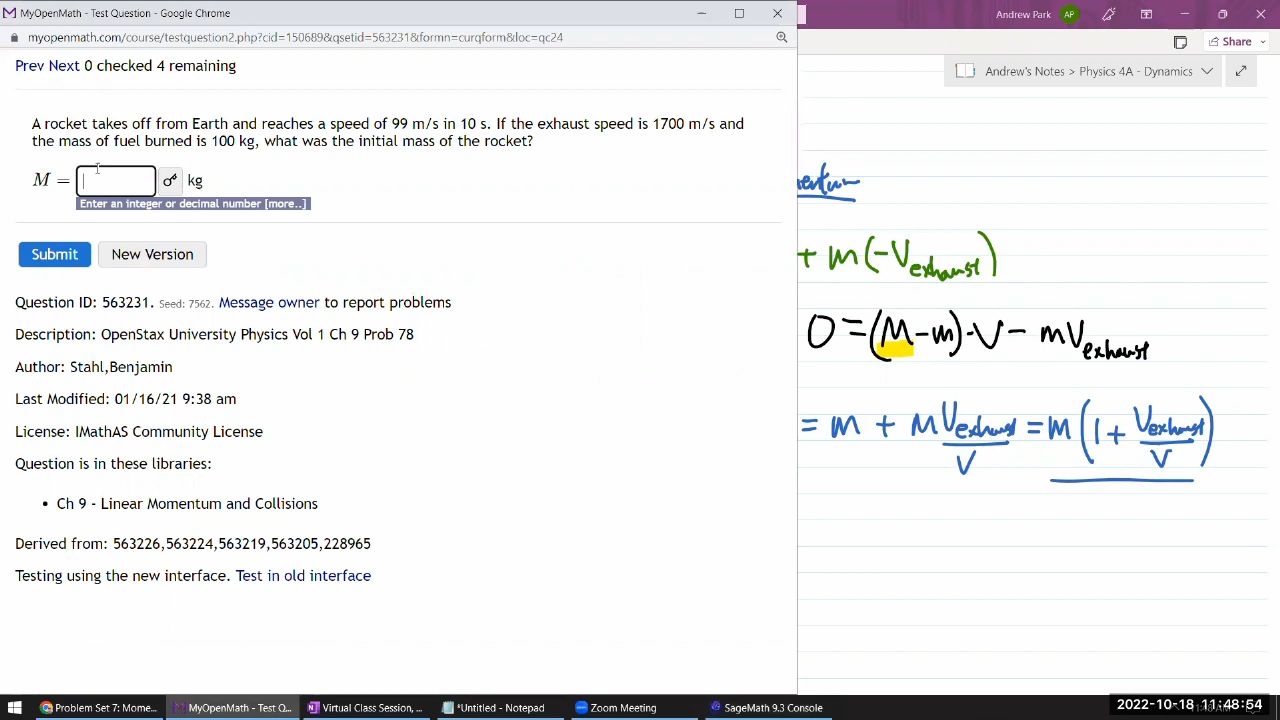 MyOpenMath - Test Question - Google Chrome
Andrew Park AP
myopenmath.com/course/testquestion2.php?cid=150689&qsetid=563231&formn=curqform&loc=qc24
Share
Prev Next 0 checked 4 remaining
Andrew's Notes > Physics 4A - Dynamics
A rocket takes off from Earth and reaches a speed of 99 m/s in 10 s. If the exhaust speed is 1700 m/s and
the mass of fuel burned is 100 kg, what was the initial mass of the rocket?
M = kg
Enter an integer or decimal number [more..]
Submit New Version
Question ID: 563231. Seed: 7562. Message owner to report problems
Description: OpenStax University Physics Vol 1 Ch 9 Prob 78
Author: Stahl,Benjamin
Last Modified: 01/16/21 9:38 am
License: IMathAS Community License
Question is in these libraries:
• Ch 9 - Linear Momentum and Collisions
Derived from: 563226,563224,563219,563205,228965
Testing using the new interface. Test in old interface
entum
+ m(-Vexhaust)
0 = (M-m)·V - mVexhaust
= m + m Vexhaust/V = m(1 + Vexhaust/V)
Problem Set 7: Mome... MyOpenMath - Test Q... Virtual Class Session, ... *Untitled - Notepad Zoom Meeting SageMath 9.3 Console
2022-10-18 11:48:54